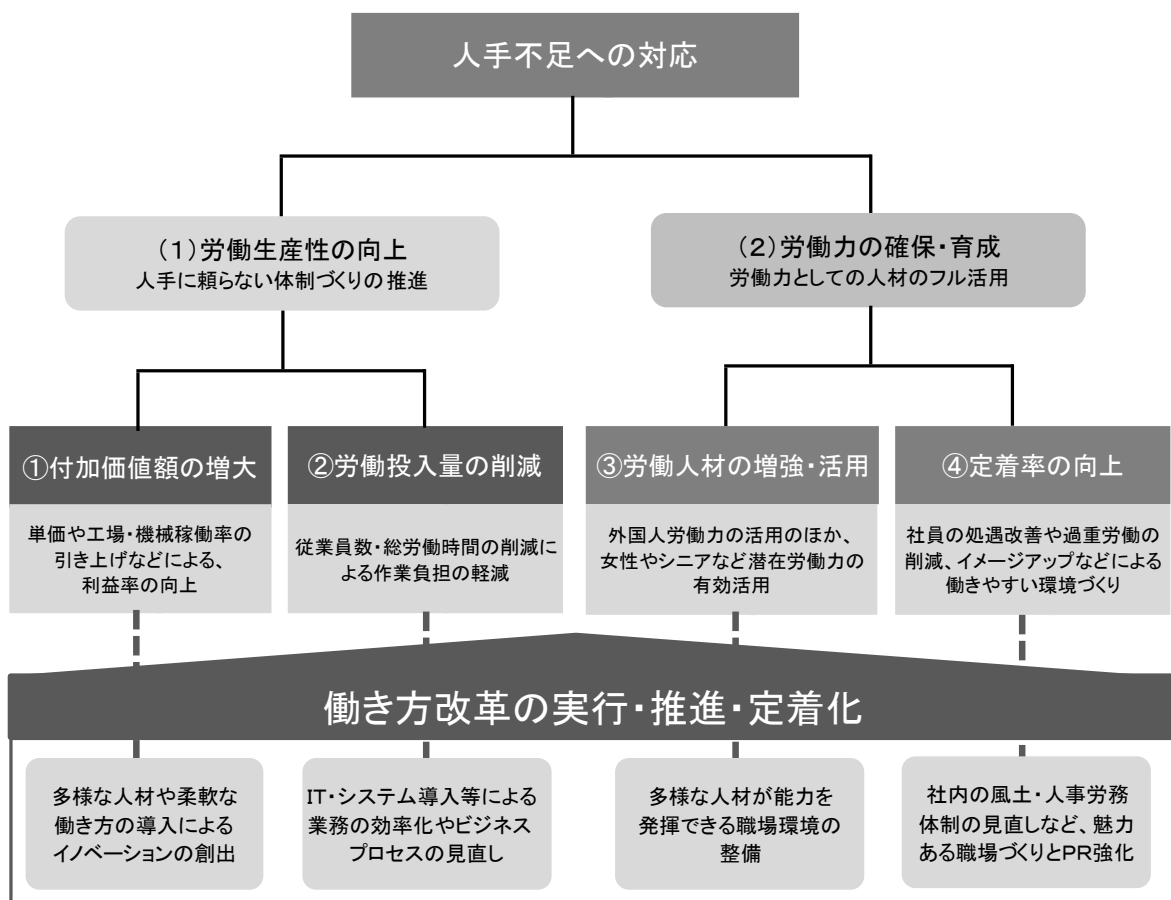 人手不足への対応
(1)労働生産性の向上
人手に頼らない体制づくりの推進
(2)労働力の確保・育成
労働力としての人材のフル活用
①付加価値額の増大
単価や工場・機械稼働率の
引き上げなどによる、
利益率の向上
②労働投入量の削減
従業員数・総労働時間の削減に
よる作業負担の軽減
③労働人材の増強・活用
外国人労働力の活用のほか、
女性やシニアなど潜在労働力の
有効活用
④定着率の向上
社員の処遇改善や過重労働の
削減、イメージアップなどによる
働きやすい環境づくり
働き方改革の実行・推進・定着化
多様な人材や柔軟な
働き方の導入による
イノベーションの創出
IT・システム導入等による
業務の効率化やビジネス
プロセスの見直し
多様な人材が能力を
発揮できる職場環境の
整備
社内の風土・人事労務
体制の見直しなど、魅力
ある職場づくりとPR強化